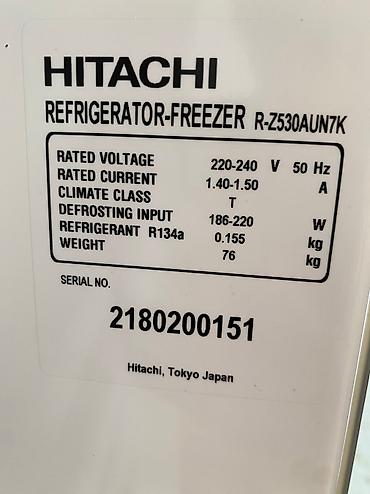 HITACHI
REFRIGERATOR-FREEZER R-Z530AUN7K
RATED VOLTAGE 220-240 V 50 Hz
RATED CURRENT 1.40-1.50 A
CLIMATE CLASS T
DEFROSTING INPUT 186-220 W
REFRIGERANT R134a 0.155 kg
WEIGHT 76 kg
SERIAL NO.
2180200151
Hitachi, Tokyo Japan